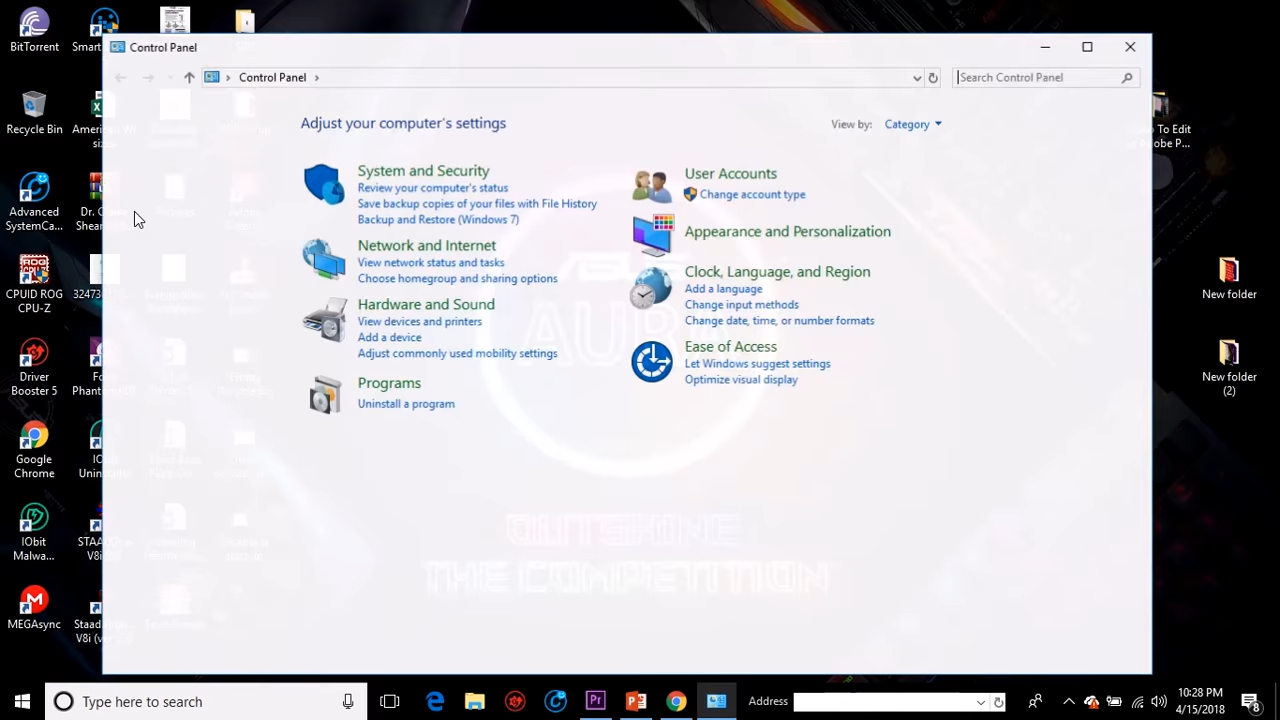 BitTorrent
Smart
Control Panel
Control Panel
Search Control Panel
Adjust your computer's settings
View by: Category
System and Security
Review your computer's status
Save backup copies of your files with File History
Backup and Restore (Windows 7)
Network and Internet
View network status and tasks
Choose homegroup and sharing options
Hardware and Sound
View devices and printers
Add a device
Adjust commonly used mobility settings
Programs
Uninstall a program
User Accounts
Change account type
Appearance and Personalization
Clock, Language, and Region
Add a language
Change input methods
Change date, time, or number formats
Ease of Access
Let Windows suggest settings
Optimize visual display
OUTSHINE
THE COMPETITION
Recycle Bin
Advanced
SystemCa...
CPUID ROG
CPU-Z
Driver
Booster 5
Google
Chrome
IObit
Malwa...
MEGAsync
To Edit
New folder
New folder
(2)
Type here to search
Address
10:28 PM
4/15/2018
8